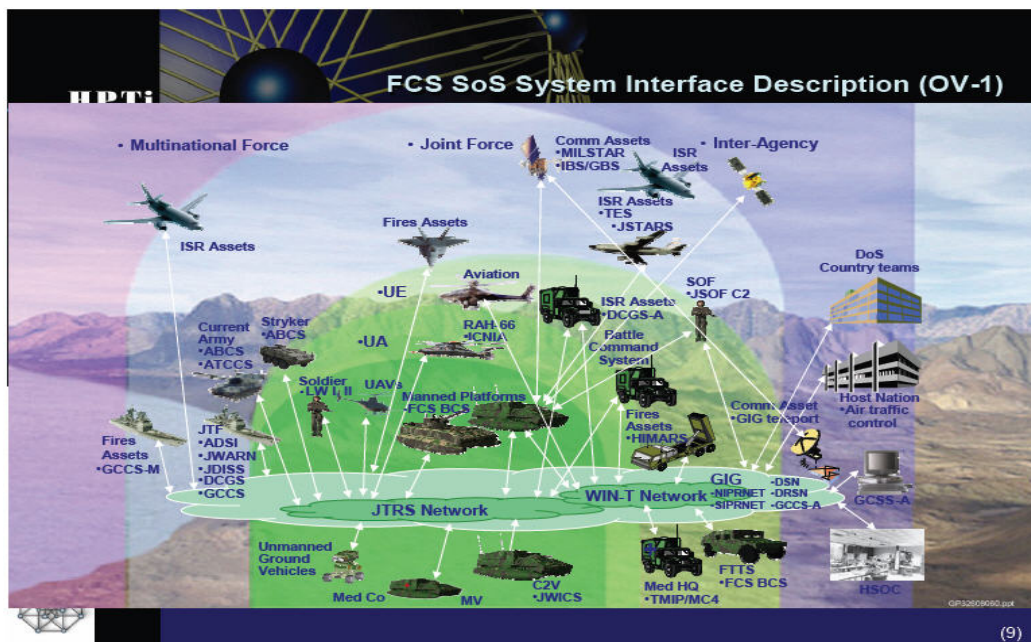 HPTi
FCS SoS System Interface Description (OV-1)
• Multinational Force
• Joint Force
Comm Assets
•MILSTAR
•IBS/GBS
• Inter-Agency
ISR
Assets
ISR Assets
ISR Assets
•TES
•JSTARS
Fires Assets
DoS
Country teams
•UE
Aviation
ISR Assets
•DCGS-A
SOF
•JSOF C2
Current
Army
•ABCS
•ATCCS
Stryker
•ABCS
•UA
RAH-66
•ICNIA
Battle
Command
System
Soldier
•LW I, II
UAVs
Manned Platforms
•FCS BCS
Host Nation
•Air traffic
control
Fires
Assets
•GCCS-M
JTF
•ADSI
•JWARN
•JDISS
•DCGS
•GCCS
Fires
Assets
•HIMARS
Comm Asset
•GIG teleport
GCSS-A
JTRS Network
WIN-T Network
GIG
•NIPRNET
•SIPRNET
•DSN
•DRSN
•GCCS-A
Unmanned
Ground
Vehicles
Med Co
MV
C2V
•JWICS
Med HQ
•TMIP/MC4
FTTS
•FCS BCS
HSOC
(9)